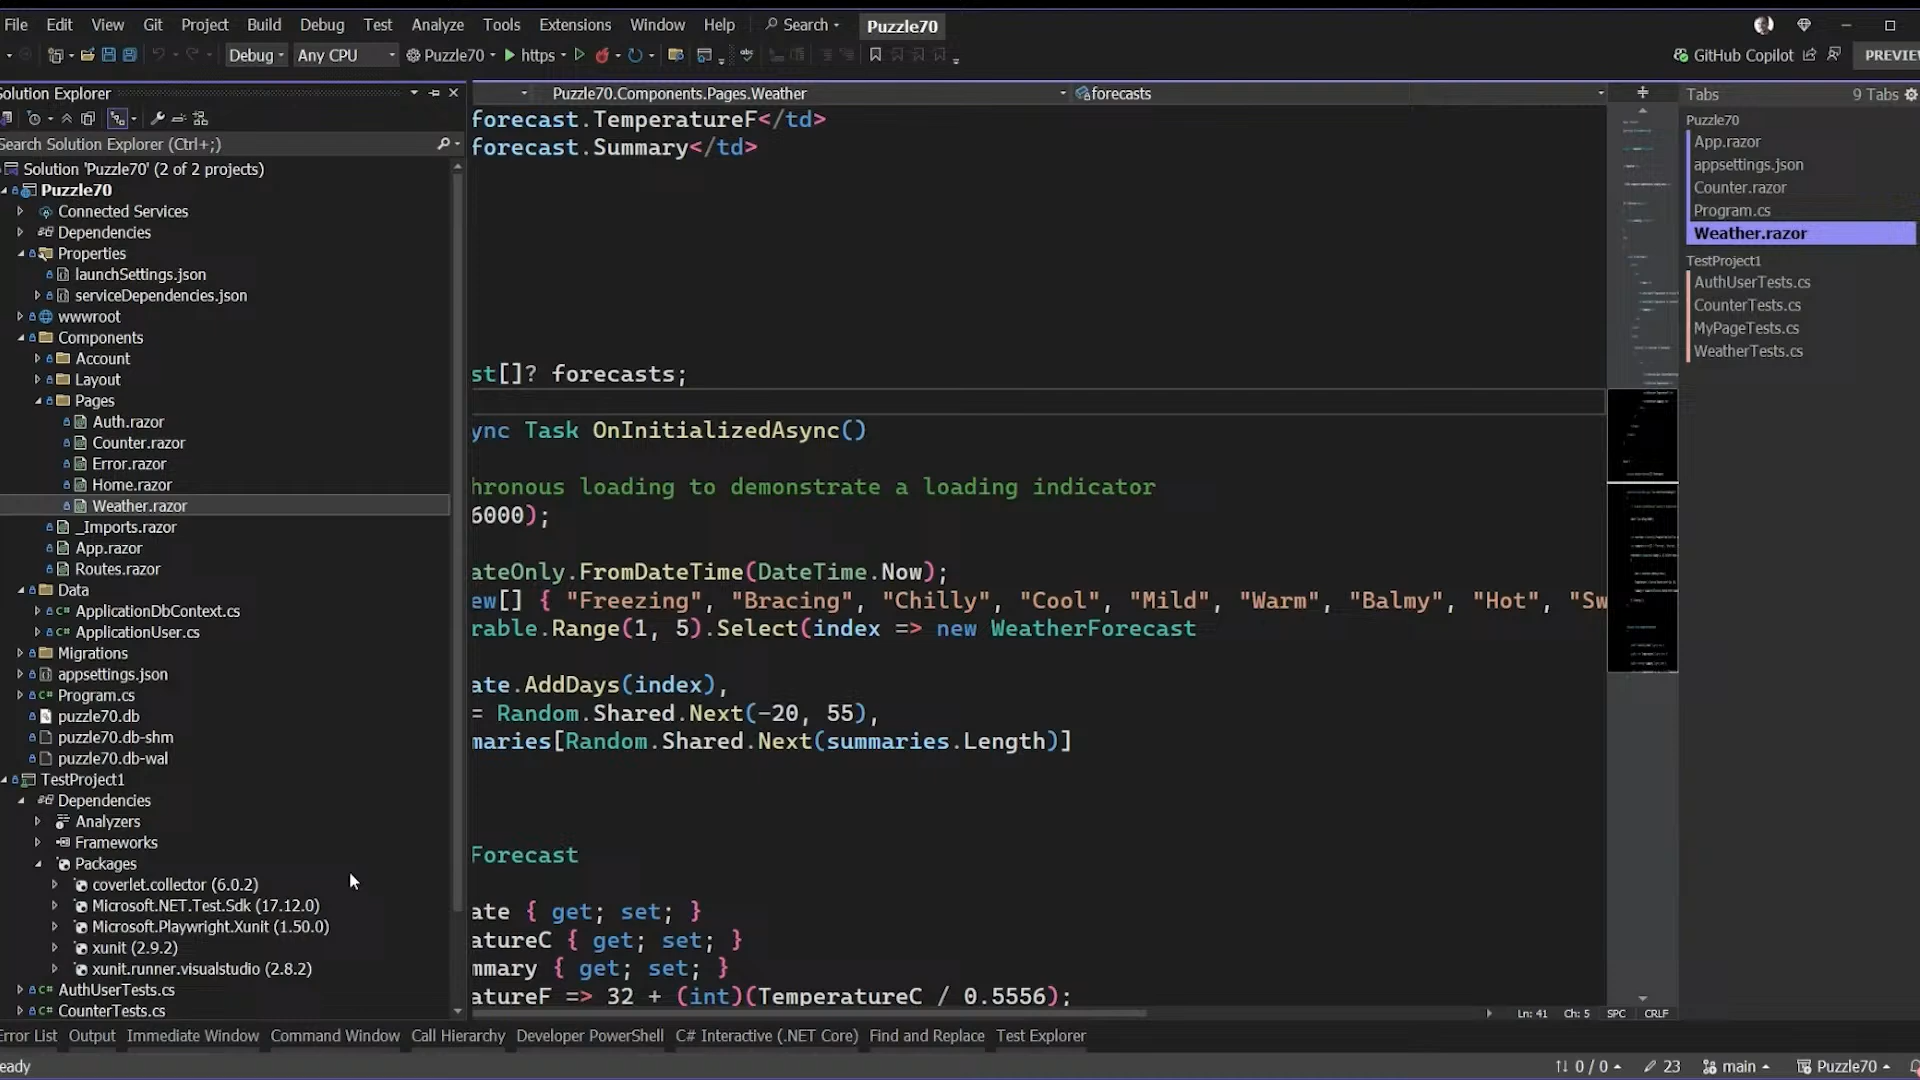 File Edit View Git Project Build Debug Test Analyze Tools Extensions Window Help Search Puzzle70
Debug Any CPU Puzzle70 https GitHub Copilot PREVIEW
Solution Explorer
Search Solution Explorer (Ctrl+;)
Solution 'Puzzle70' (2 of 2 projects)
Puzzle70
Connected Services
Dependencies
Properties
launchSettings.json
serviceDependencies.json
wwwroot
Components
Account
Layout
Pages
Auth.razor
Counter.razor
Error.razor
Home.razor
Weather.razor
_Imports.razor
App.razor
Routes.razor
Data
ApplicationDbContext.cs
ApplicationUser.cs
Migrations
appsettings.json
Program.cs
puzzle70.db
puzzle70.db-shm
puzzle70.db-wal
TestProject1
Dependencies
Analyzers
Frameworks
Packages
coverlet.collector (6.0.2)
Microsoft.NET.Test.Sdk (17.12.0)
Microsoft.Playwright.Xunit (1.50.0)
xunit (2.9.2)
xunit.runner.visualstudio (2.8.2)
AuthUserTests.cs
CounterTests.cs
Puzzle70.Components.Pages.Weather forecasts
forecast.TemperatureF</td>
forecast.Summary</td>
st[]? forecasts;
ync Task OnInitializedAsync()
hronous loading to demonstrate a loading indicator
6000);
ateOnly.FromDateTime(DateTime.Now);
ew[] { "Freezing", "Bracing", "Chilly", "Cool", "Mild", "Warm", "Balmy", "Hot", "Sw
rable.Range(1, 5).Select(index => new WeatherForecast
ate.AddDays(index),
= Random.Shared.Next(-20, 55),
maries[Random.Shared.Next(summaries.Length)]
Forecast
ate { get; set; }
atureC { get; set; }
mmary { get; set; }
atureF => 32 + (int)(TemperatureC / 0.5556);
Ln: 41 Ch: 5 SPC CRLF
Tabs 9 Tabs
Puzzle70
App.razor
appsettings.json
Counter.razor
Program.cs
Weather.razor
TestProject1
AuthUserTests.cs
CounterTests.cs
MyPageTests.cs
WeatherTests.cs
Error List Output Immediate Window Command Window Call Hierarchy Developer PowerShell C# Interactive (.NET Core) Find and Replace Test Explorer
eady 0 / 0 23 main Puzzle70